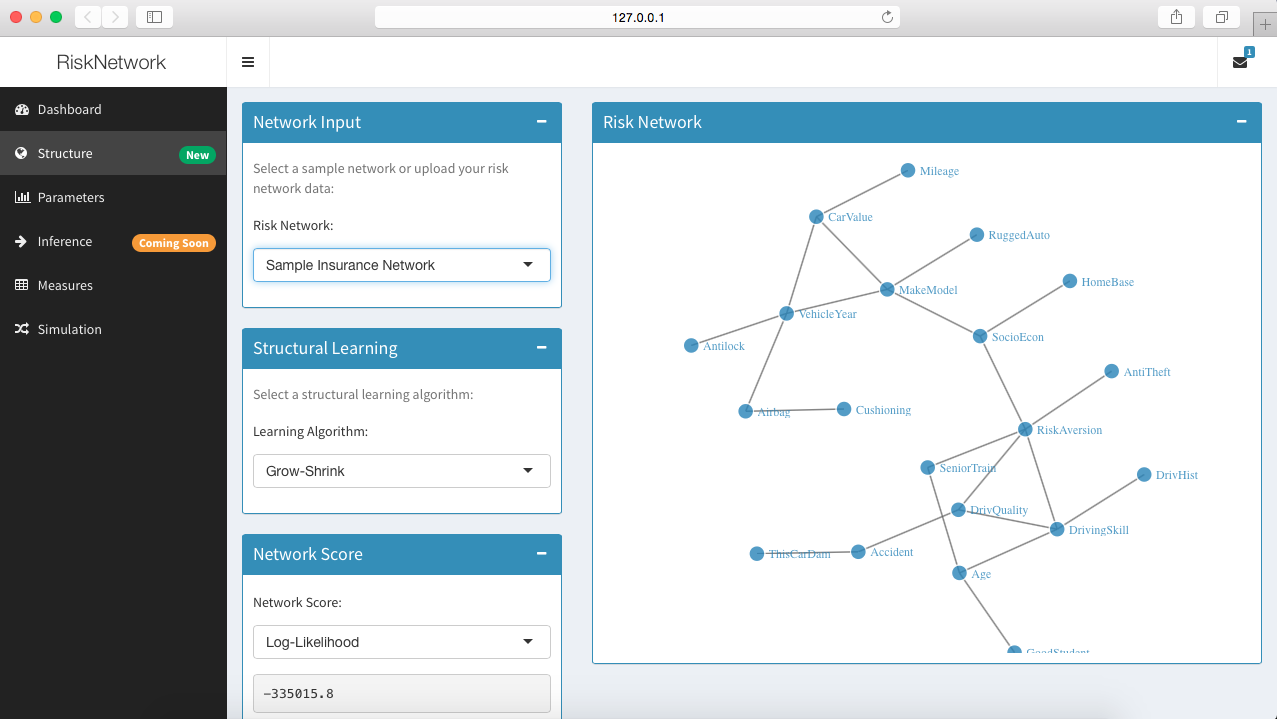 127.0.0.1
RiskNetwork
1
Dashboard
Structure New
Parameters
Inference Coming Soon
Measures
Simulation
Network Input
Select a sample network or upload your risk
network data:
Risk Network:
Sample Insurance Network
Structural Learning
Select a structural learning algorithm:
Learning Algorithm:
Grow-Shrink
Network Score
Network Score:
Log-Likelihood
-335015.8
Risk Network
Mileage
CarValue
RuggedAuto
HomeBase
MakeModel
VehicleYear
SocioEcon
Antilock
AntiTheft
Airbag
Cushioning
RiskAversion
SeniorTrain
DrivHist
DrivQuality
DrivingSkill
ThisCarDam
Accident
Age
GoodStudent